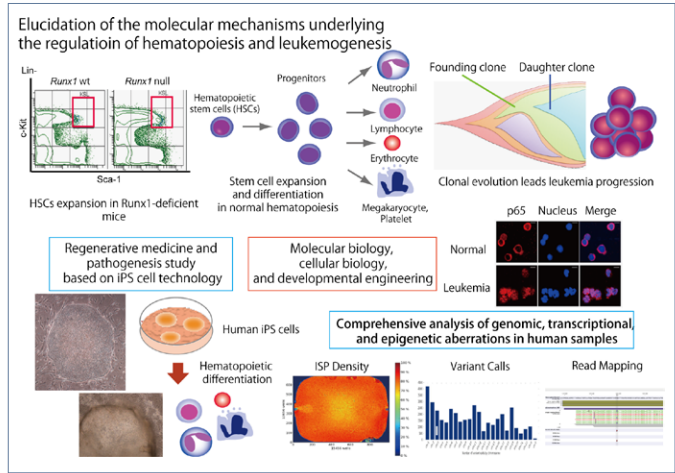 Elucidation of the molecular mechanisms underlying
the regulatioin of hematopoiesis and leukemogenesis
Lin-
Runx1 wt
Runx1 null
KSL
KSL
c-Kit
Sca-1
HSCs expansion in Runx1-deficient
mice
Hematopoietic
stem cells (HSCs)
Progenitors
Neutrophil
Lymphocyte
Erythrocyte
Megakaryocyte,
Platelet
Stem cell expansion
and differentiation
in normal hematopoiesis
Founding clone
Daughter clone
Clonal evolution leads leukemia progression
p65
Nucleus
Merge
Normal
Leukemia
Regenerative medicine and
pathogenesis study
based on iPS cell technology
Molecular biology,
cellular biology,
and developmental engineering
Comprehensive analysis of genomic, transcriptional,
and epigenetic aberrations in human samples
Human iPS cells
Hematopoietic
differentiation
ISP Density
Variant Calls
Read Mapping